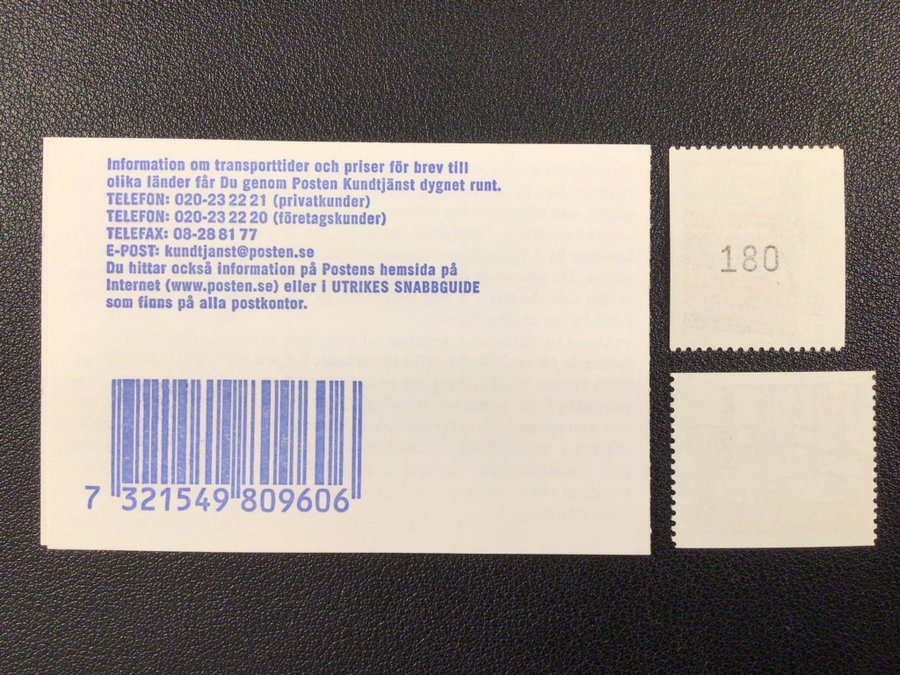 Information om transporttider och priser för brev till
olika länder får Du genom Posten Kundtjänst dygnet runt.
TELEFON: 020-23 22 21 (privatkunder)
TELEFON: 020-23 22 20 (företagskunder)
TELEFAX: 08-28 81 77
E-POST: kundtjanst@posten.se
Du hittar också information på Postens hemsida på
Internet (www.posten.se) eller i UTRIKES SNABBGUIDE
som finns på alla postkontor.
7 321549 809606
180